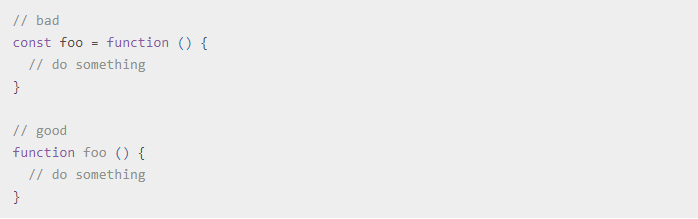 // bad
const foo = function () {
  // do something
}

// good
function foo () {
  // do something
}